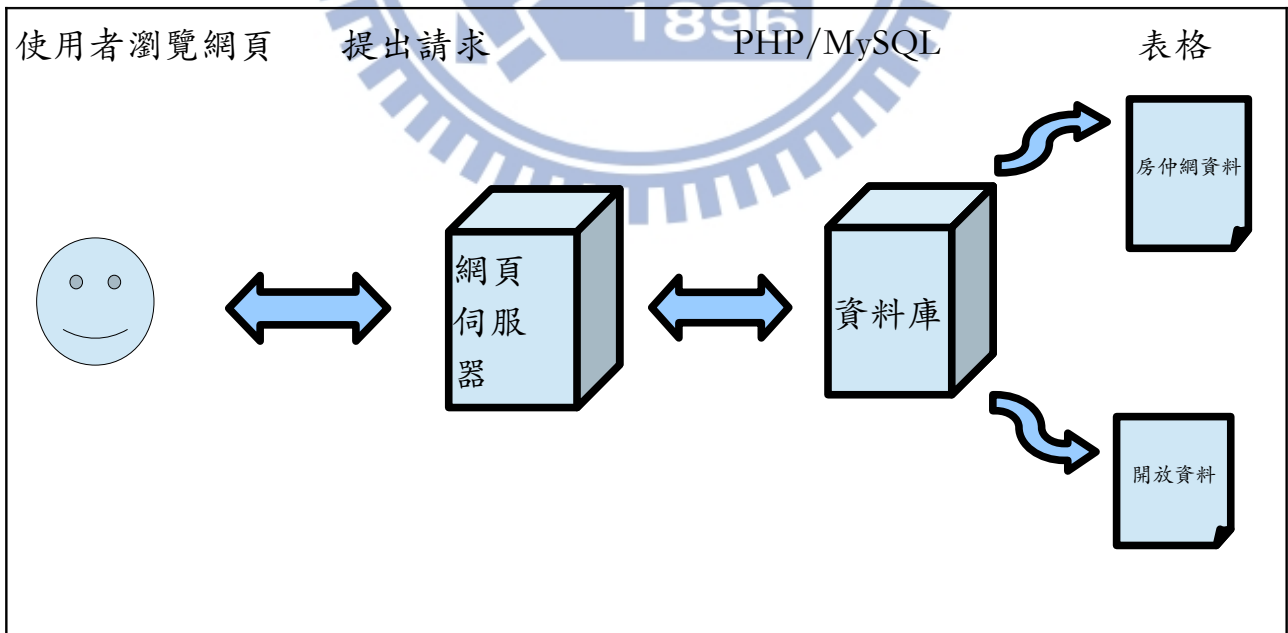 1896
使用者瀏覽網頁
提出請求
PHP/MySQL
表格
房仲網資料
網頁
伺服
器
資料庫
開放資料